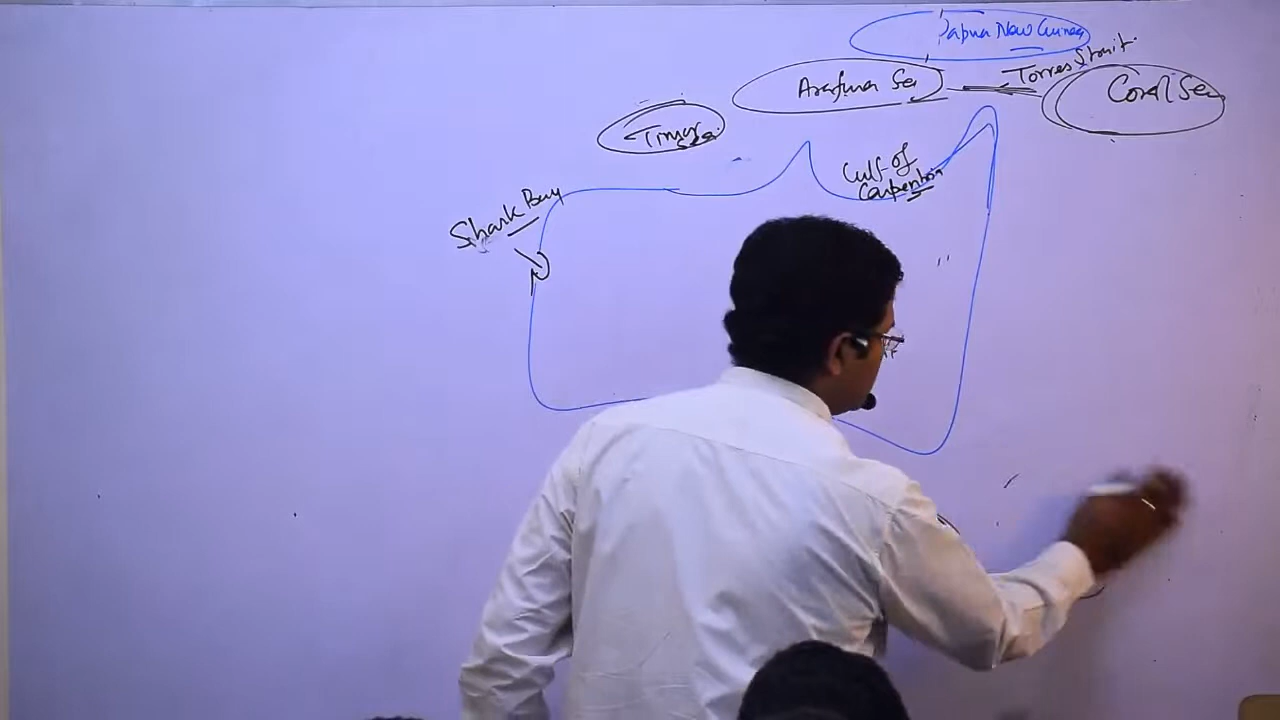 Papua New Guinea
Torres Strait
Arafura Sea
Coral Sea
Timor Sea
Gulf of
Carpentaria
Shark Bay